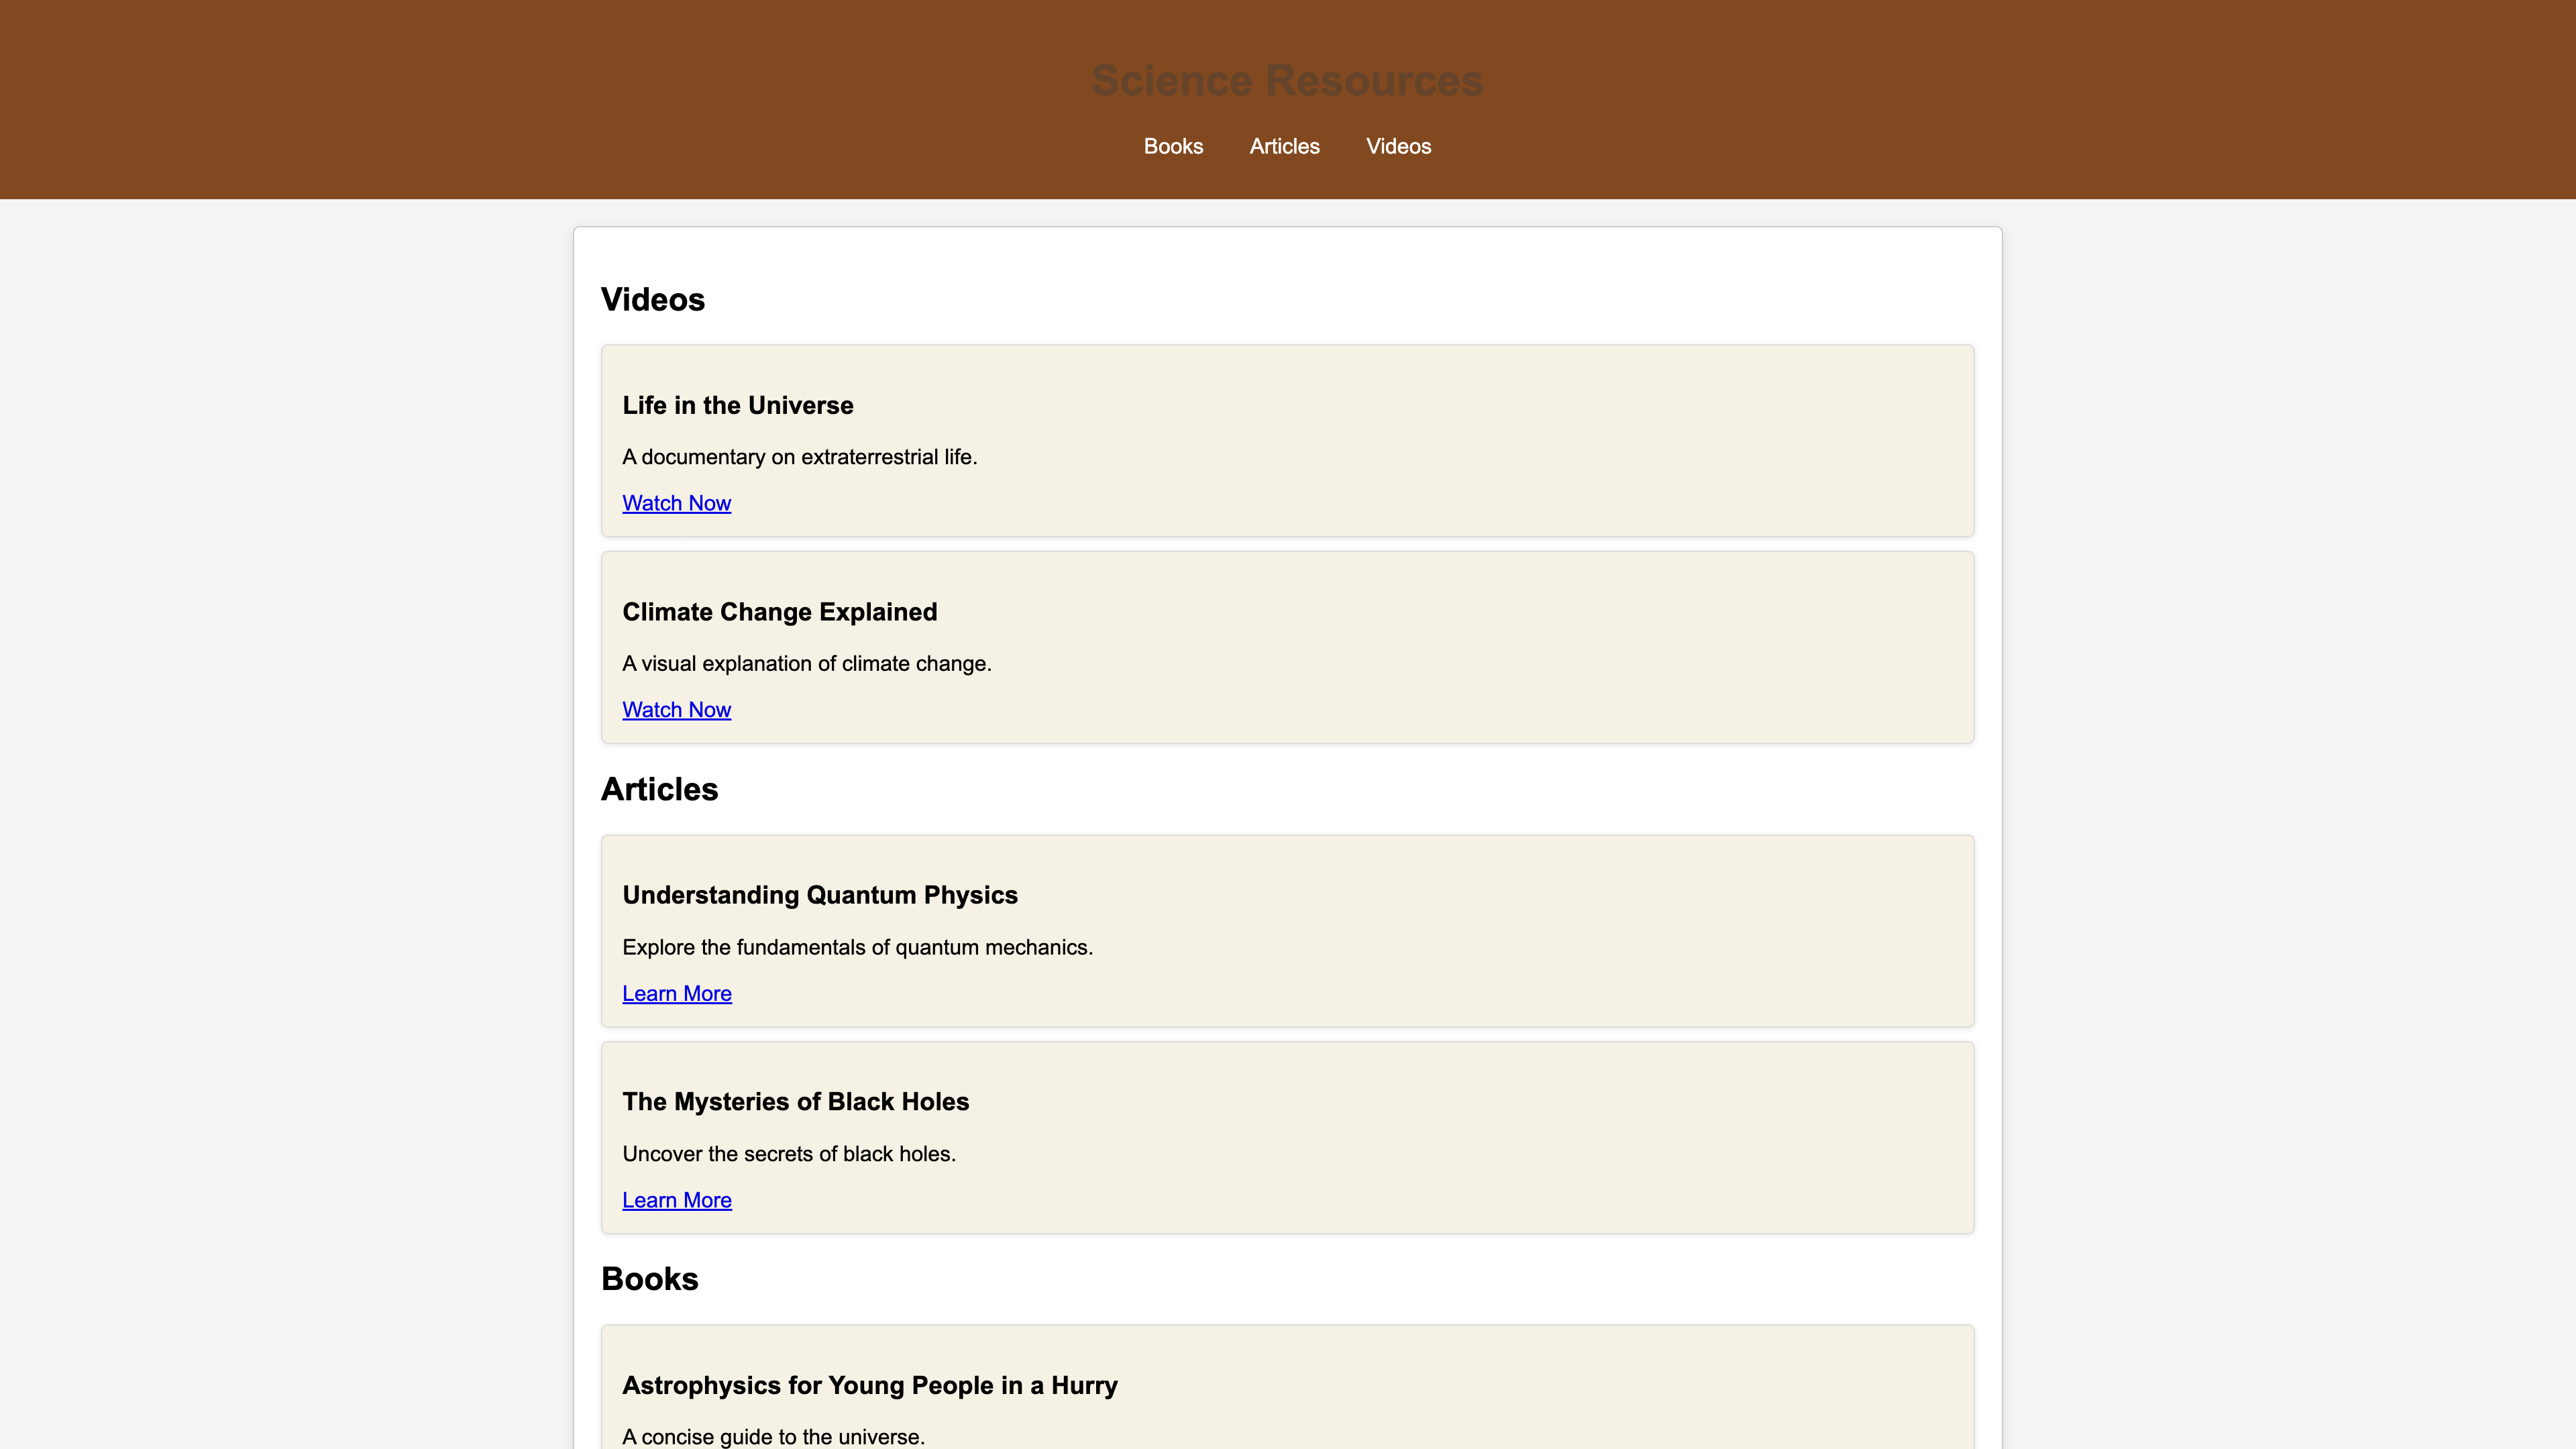 Science Resources
Books Articles Videos
Videos
Life in the Universe
A documentary on extraterrestrial life.
Watch Now
Climate Change Explained
A visual explanation of climate change.
Watch Now
Articles
Understanding Quantum Physics
Explore the fundamentals of quantum mechanics.
Learn More
The Mysteries of Black Holes
Uncover the secrets of black holes.
Learn More
Books
Astrophysics for Young People in a Hurry
A concise guide to the universe.